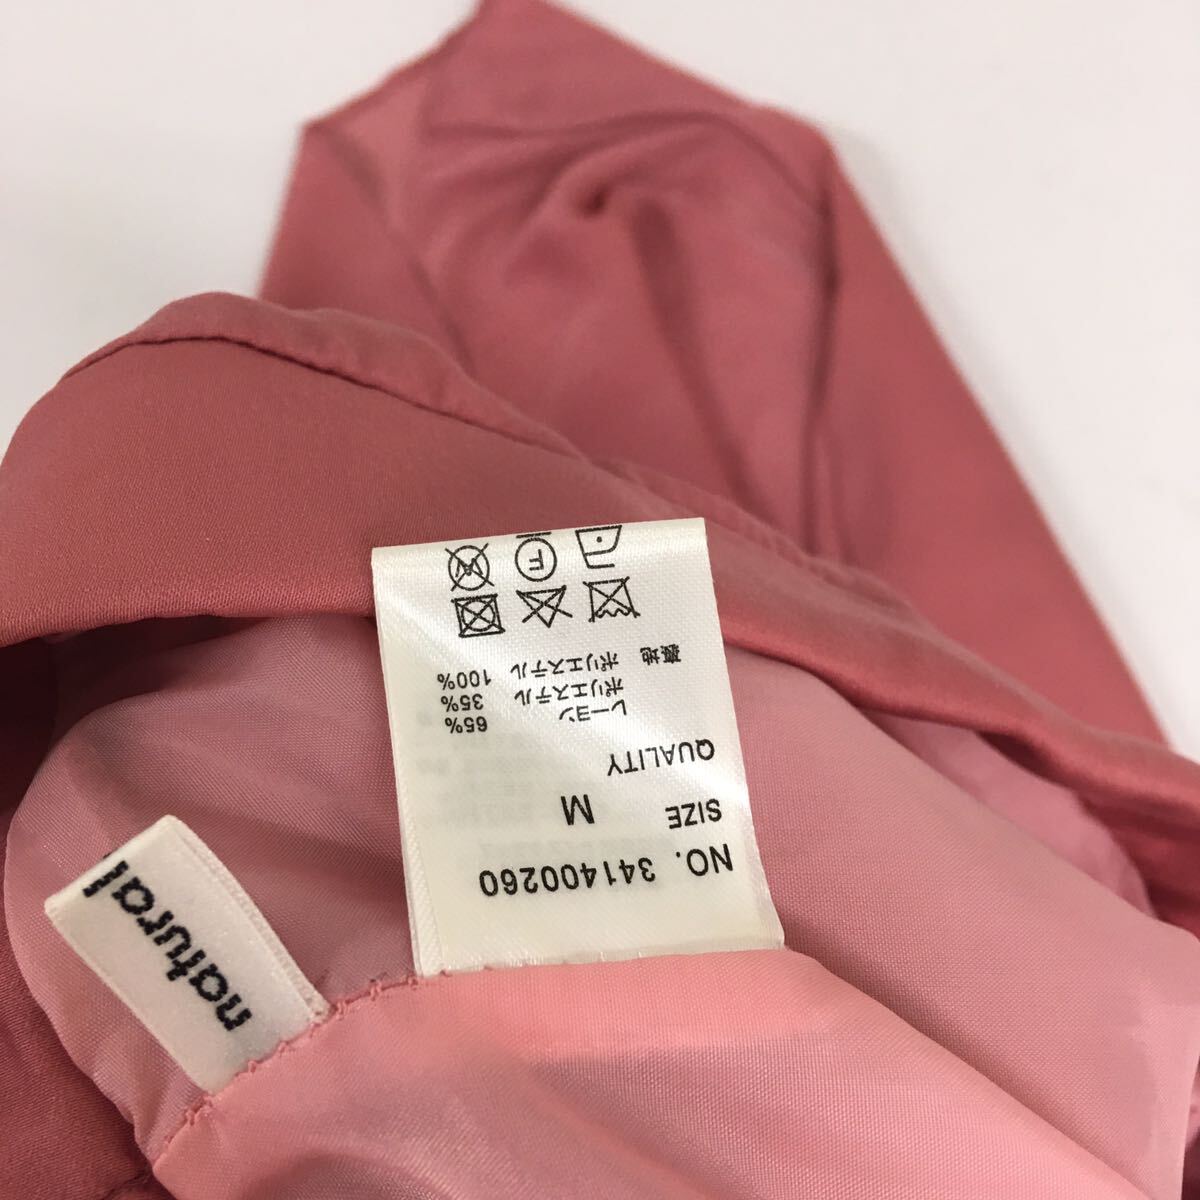 NO. 341400260
SIZE M
QUALITY
レーヨン 65%
ポリエステル 35%
裏地 ポリエステル 100%
F
W
natural